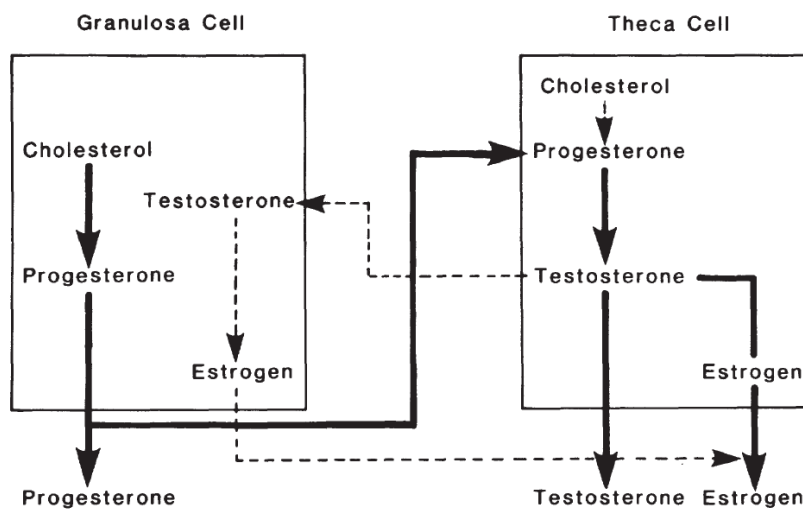 Granulosa Cell
Theca Cell
Cholesterol
Cholesterol
Progesterone
Testosterone
Progesterone
Testosterone
Estrogen
Estrogen
Progesterone
Testosterone
Estrogen